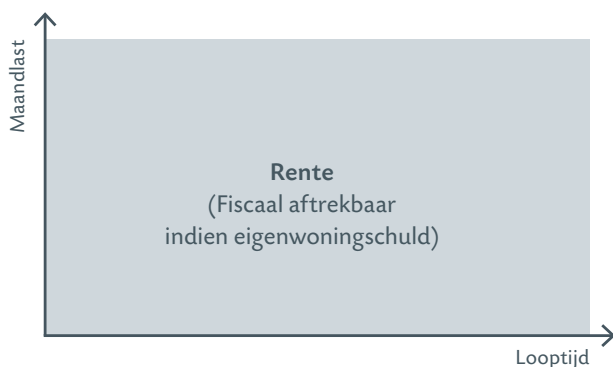 Maandlast
Rente
(Fiscaal aftrekbaar
indien eigenwoningschuld)
Looptijd